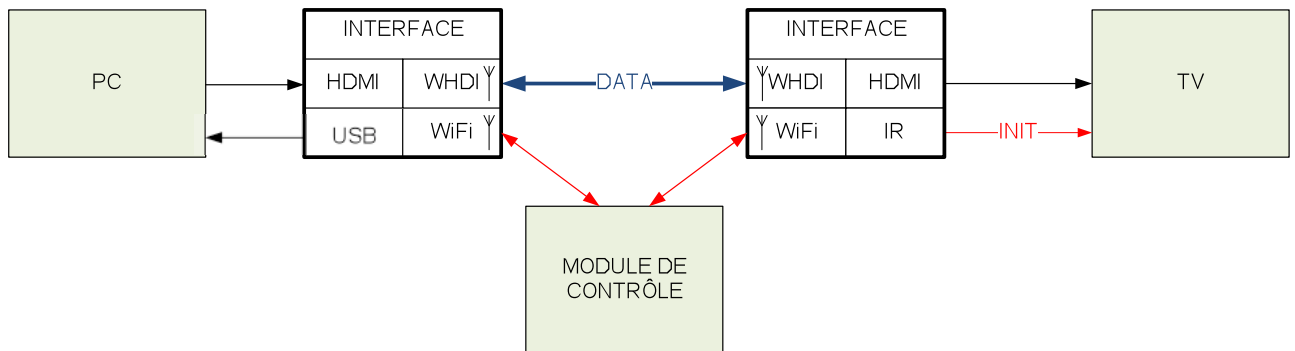 PC
INTERFACE
HDMI
WHDI
USB
WiFi
DATA
INTERFACE
WHDI
HDMI
WiFi
IR
INIT
TV
MODULE DE
CONTRÔLE